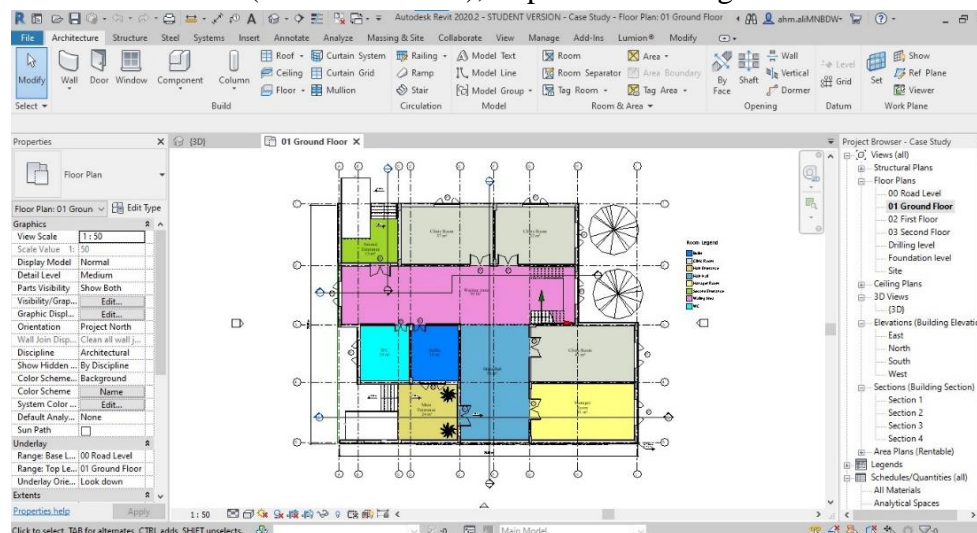 Autodesk Revit 2020.2 - STUDENT VERSION - Case Study - Floor Plan: 01 Ground Floor
ahm.aliMNBDW
File Architecture Structure Steel Systems Insert Annotate Analyze Massing & Site Collaborate View Manage Add-Ins Lumion® Modify
Modify
Wall
Door
Window
Component
Column
Roof
Ceiling
Floor
Curtain System
Curtain Grid
Mullion
Railing
Ramp
Stair
Model Text
Model Line
Model Group
Room
Room Separator
Tag Room
Area
Area Boundary
Tag Area
By Face
Shaft
Wall
Vertical
Dormer
Level
Grid
Set
Show
Ref Plane
Viewer
Select
Build
Circulation
Model
Room & Area
Opening
Datum
Work Plane
Properties
{3D}
01 Ground Floor
Project Browser - Case Study
Floor Plan
Floor Plan: 01 Groun
Edit Type
Graphics
View Scale 1 : 50
Scale Value 1: 50
Display Model Normal
Detail Level Medium
Parts Visibility Show Both
Visibility/Grap... Edit...
Graphic Displ... Edit...
Orientation Project North
Wall Join Disp... Clean all wall j...
Discipline Architectural
Show Hidden ... By Discipline
Color Scheme... Background
Color Scheme Name
System Color ... Edit...
Default Analy... None
Sun Path
Underlay
Range: Base L... 00 Road Level
Range: Top Le... 01 Ground Floor
Underlay Orie... Look down
Extents
Properties help
Apply
Room Legend
Views (all)
Structural Plans
Floor Plans
00 Road Level
01 Ground Floor
02 First Floor
03 Second Floor
Drilling level
Foundation level
Site
Ceiling Plans
3D Views
{3D}
Elevations (Building Elevatio
East
North
South
West
Sections (Building Section)
Section 1
Section 2
Section 3
Section 4
Area Plans (Rentable)
Legends
Schedules/Quantities (all)
All Materials
Analytical Spaces
1 : 50
Click to select, TAB for alternates, CTRL adds, SHIFT unselects.
Main Model